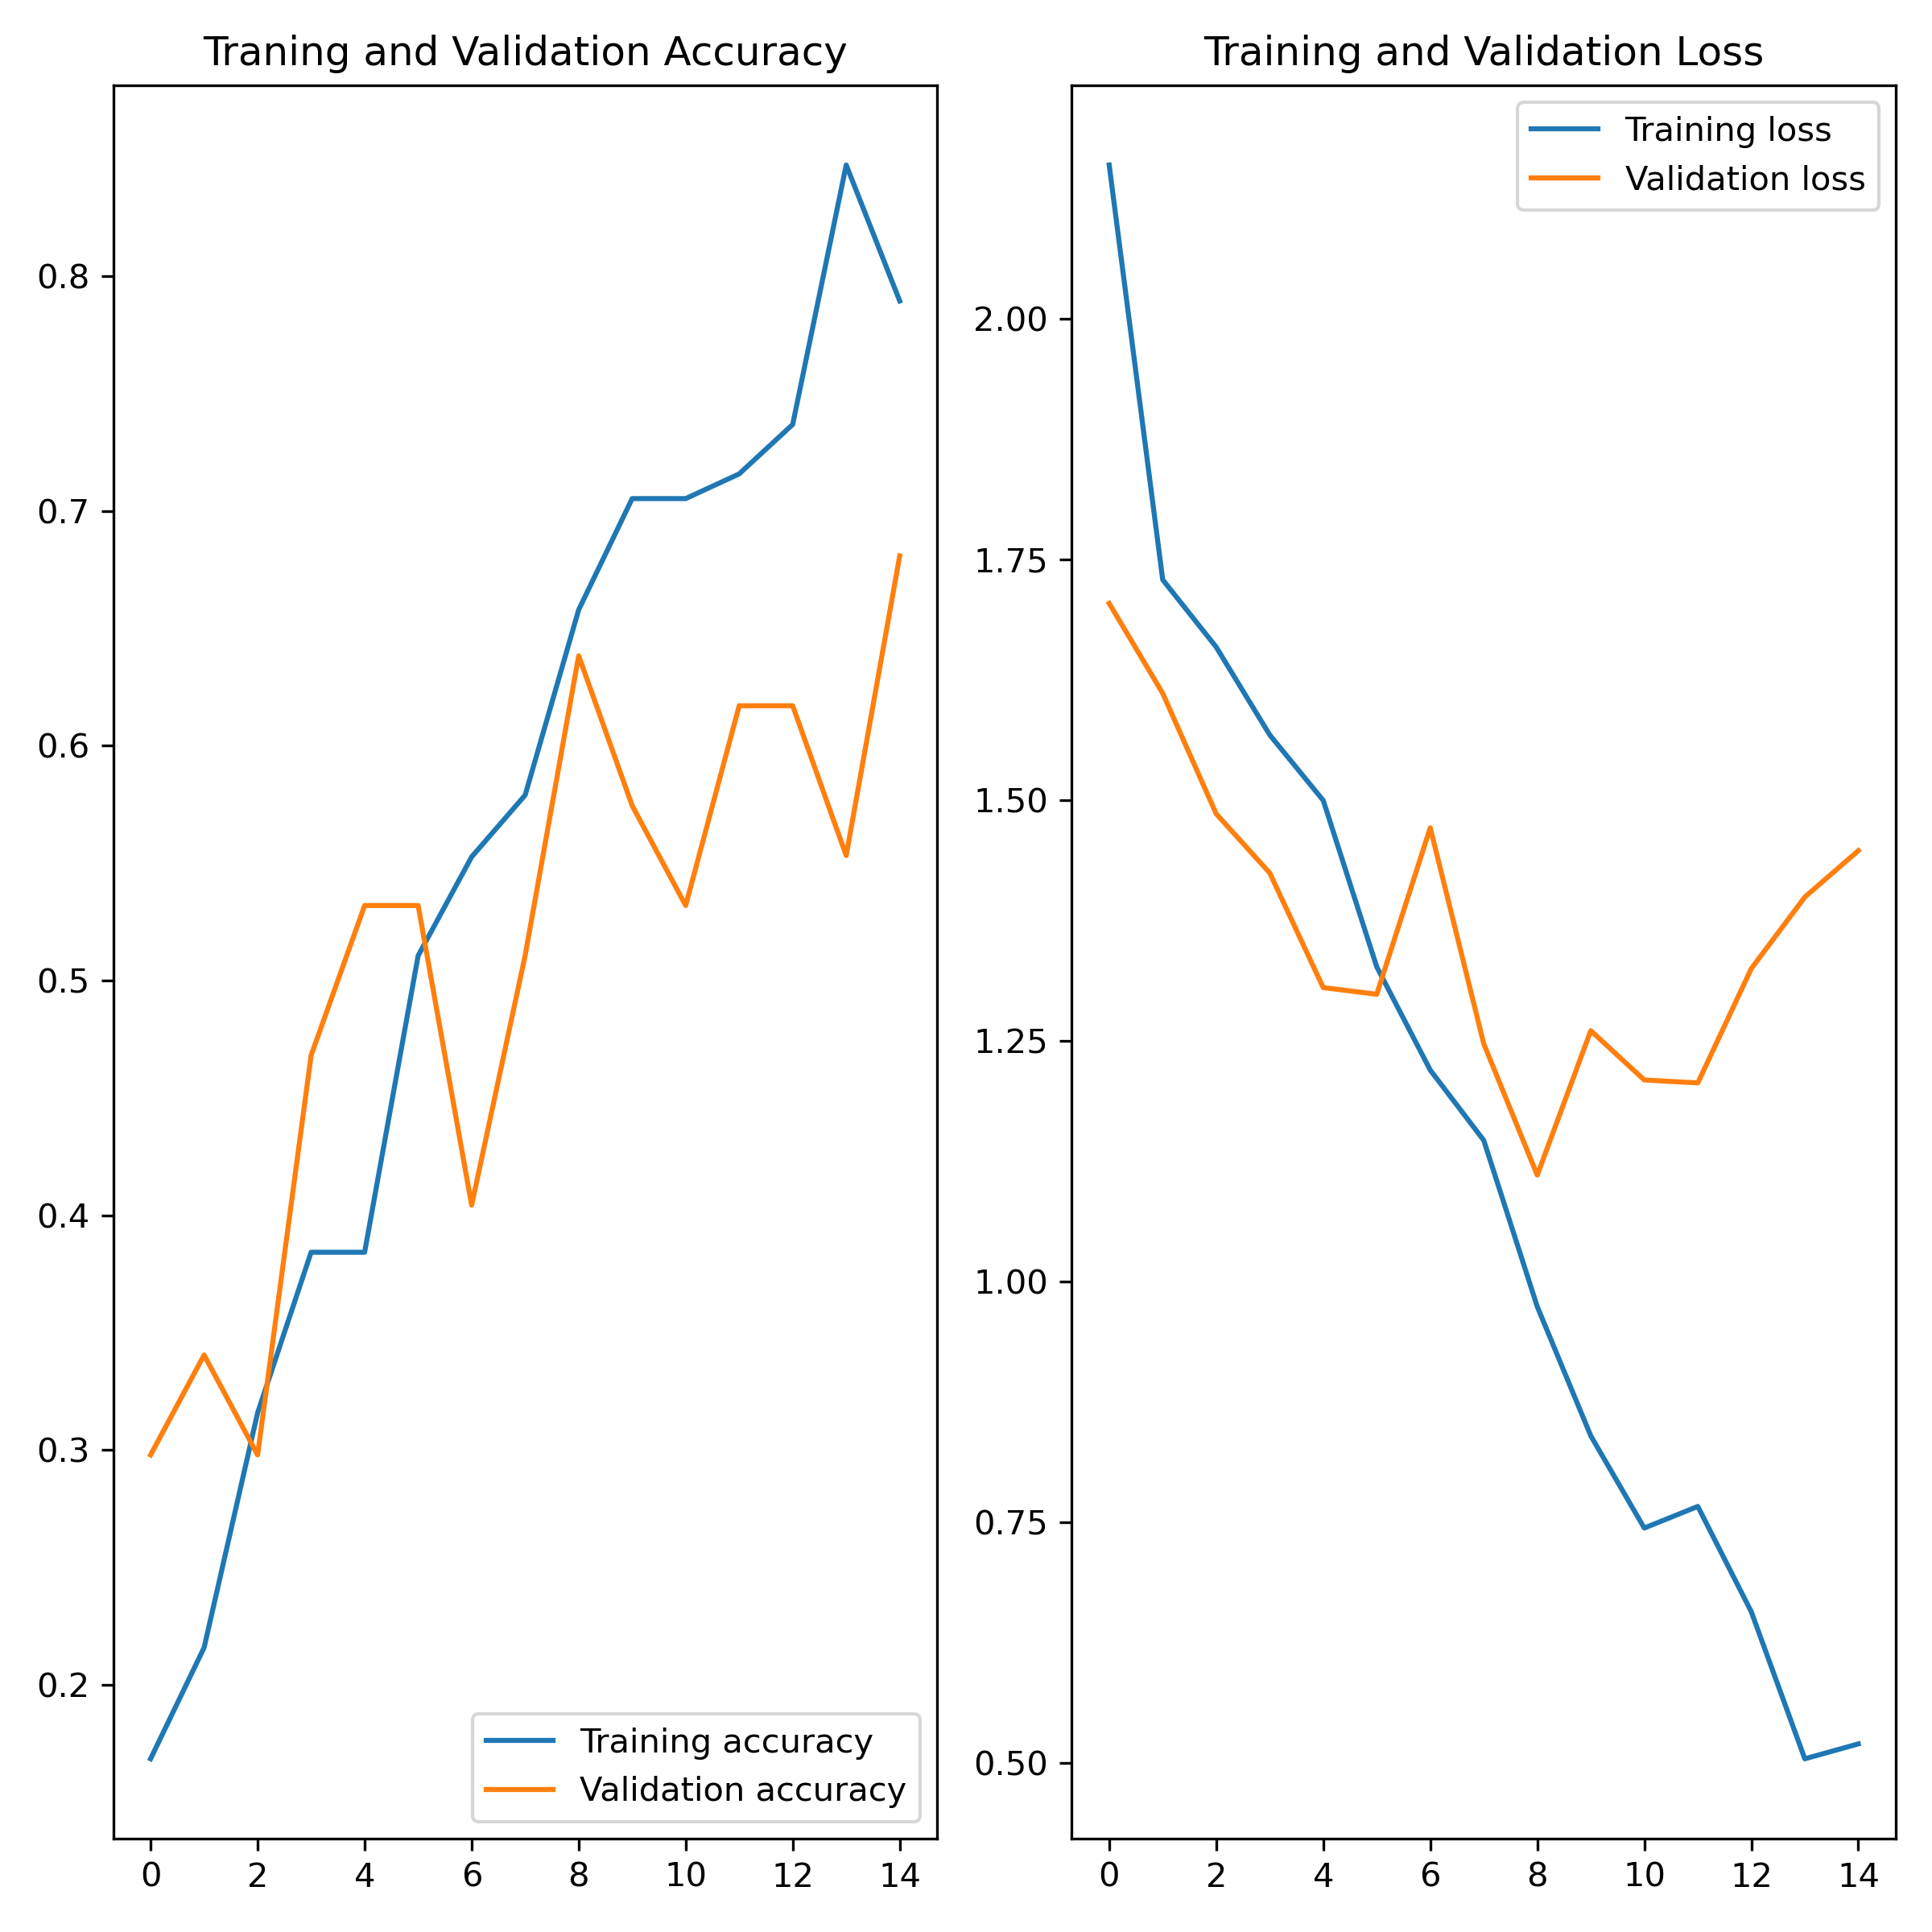 Traning and Validation Accuracy
0.8
0.7
0.6
0.5
0.4
0.3
0.2
Training accuracy
Validation accuracy
0 2 4 6 8 10 12 14
Training and Validation Loss
Training loss
Validation loss
2.00
1.75
1.50
1.25
1.00
0.75
0.50
0 2 4 6 8 10 12 14